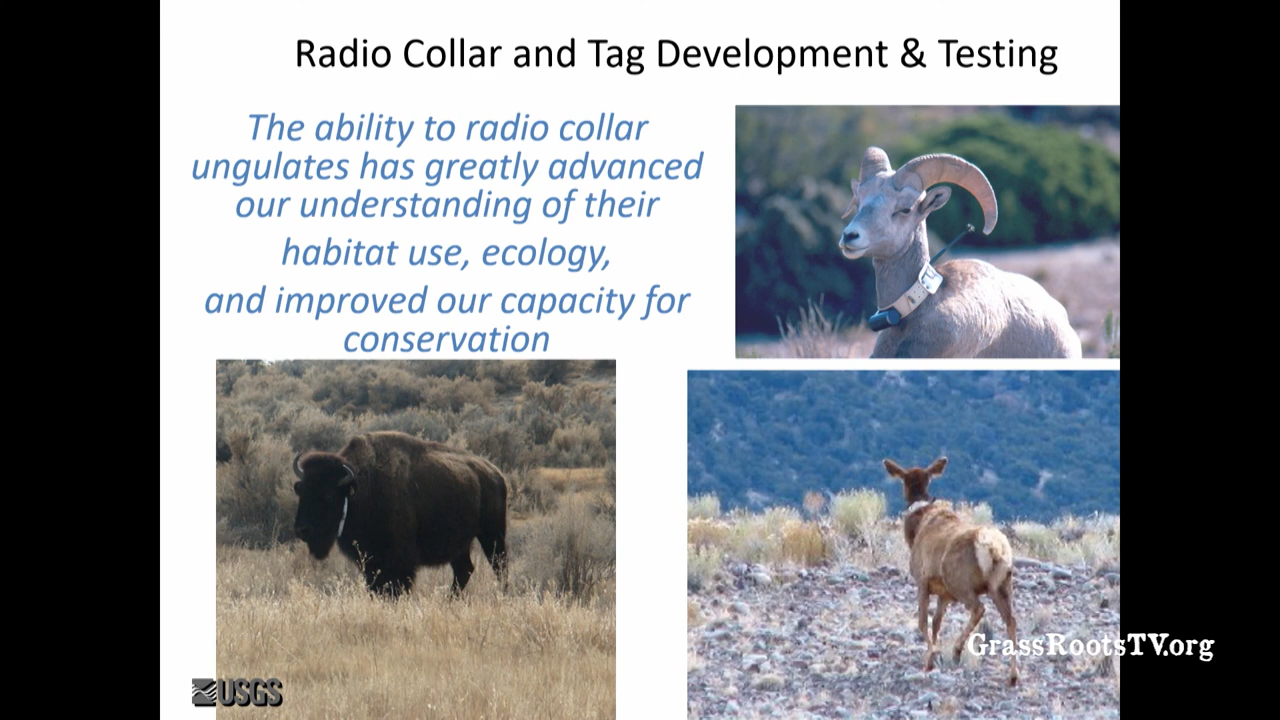 Radio Collar and Tag Development & Testing
The ability to radio collar
ungulates has greatly advanced
our understanding of their
habitat use, ecology,
and improved our capacity for
conservation
GrassRootsTV.org
USGS